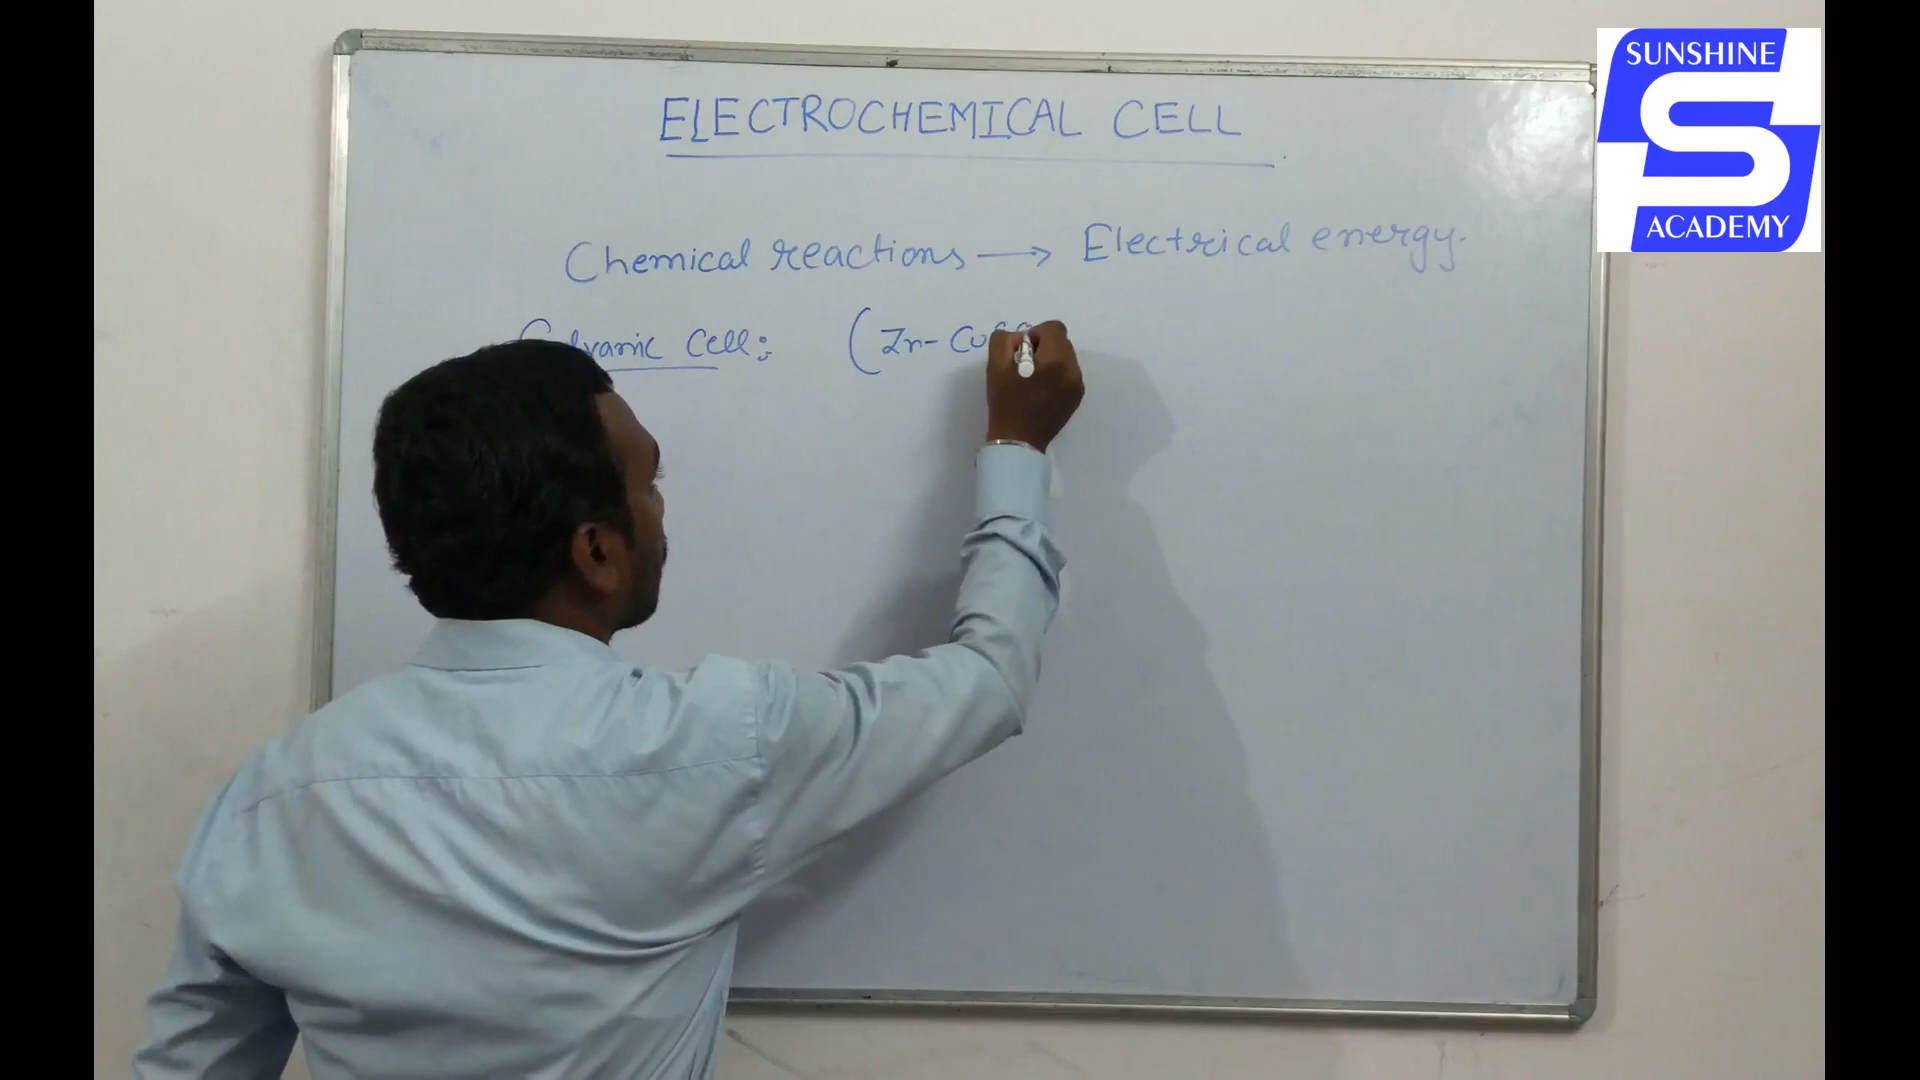 ELECTROCHEMICAL CELL
Chemical reactions → Electrical energy.
Cell:
(Zn-
SUNSHINE
S
ACADEMY